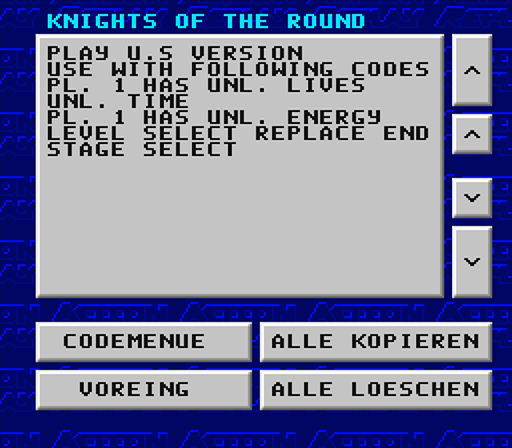 KNIGHTS OF THE ROUND
PLAY U.S VERSION
USE WITH FOLLOWING CODES
PL. 1 HAS UNL. LIVES
UNL. TIME
PL. 1 HAS UNL. ENERGY
LEVEL SELECT REPLACE END
STAGE SELECT
CODEMENUE
ALLE KOPIEREN
VOREING
ALLE LOESCHEN